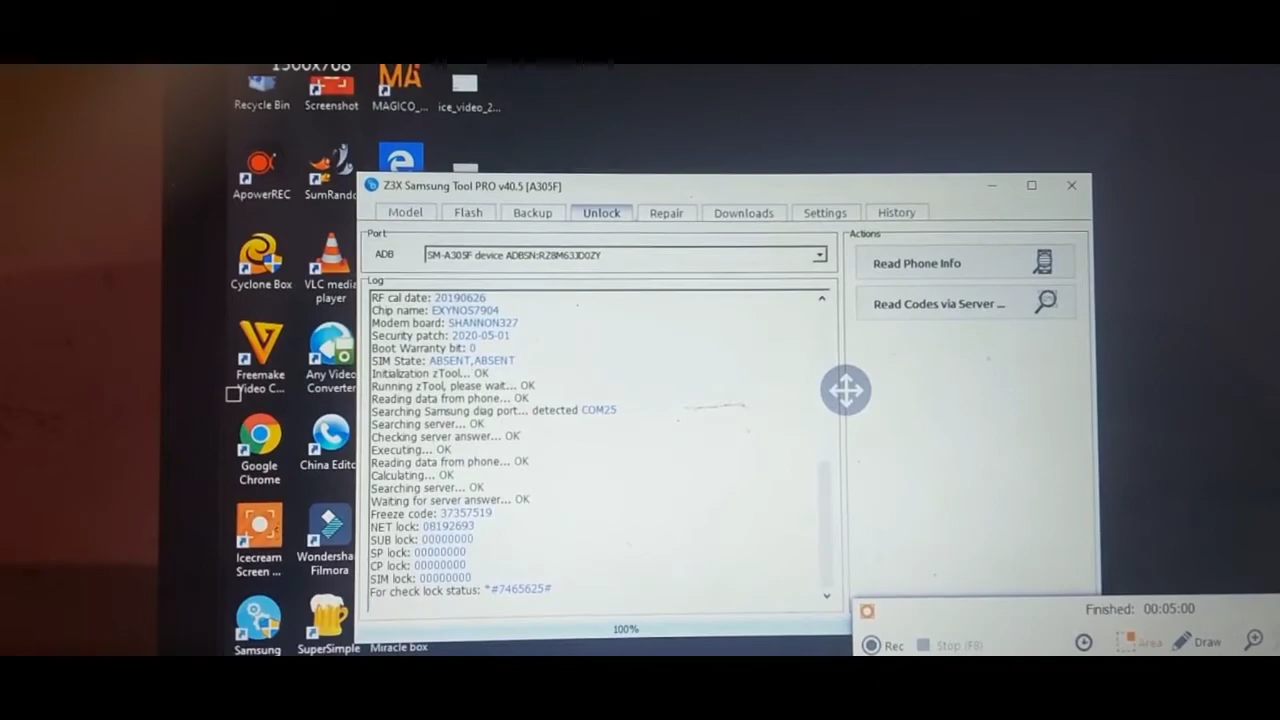 1366x768
Recycle Bin
Screenshot
MAGICO_...
ice_video_2...
ApowerREC
SumRando
Cyclone Box
VLC media
player
Freemake
Video C...
Any Video
Converter
Google
Chrome
China Edito
Icecream
Screen ...
Wondersha
Filmora
Samsung
SuperSimple
Miracle box
Z3X Samsung Tool PRO v40.5 [A305F]
Model Flash Backup Unlock Repair Downloads Settings History
Port
ADB SM-A305F device ADBSN:RZ8M63JD0ZY
Log
RF cal date: 20190626
Chip name: EXYNOS7904
Modem board: SHANNON327
Security patch: 2020-05-01
Boot Warranty bit: 0
SIM State: ABSENT,ABSENT
Initialization zTool... OK
Running zTool, please wait... OK
Reading data from phone... OK
Searching Samsung diag port... detected COM25
Searching server... OK
Checking server answer... OK
Executing... OK
Reading data from phone... OK
Calculating... OK
Searching server... OK
Waiting for server answer... OK
Freeze code: 37357519
NET lock: 08192693
SUB lock: 00000000
SP lock: 00000000
CP lock: 00000000
SIM lock: 00000000
For check lock status: *#7465625#
100%
Actions
Read Phone Info
Read Codes via Server ...
Finished: 00:05:00
Rec
Stop (F8)
Area
Draw